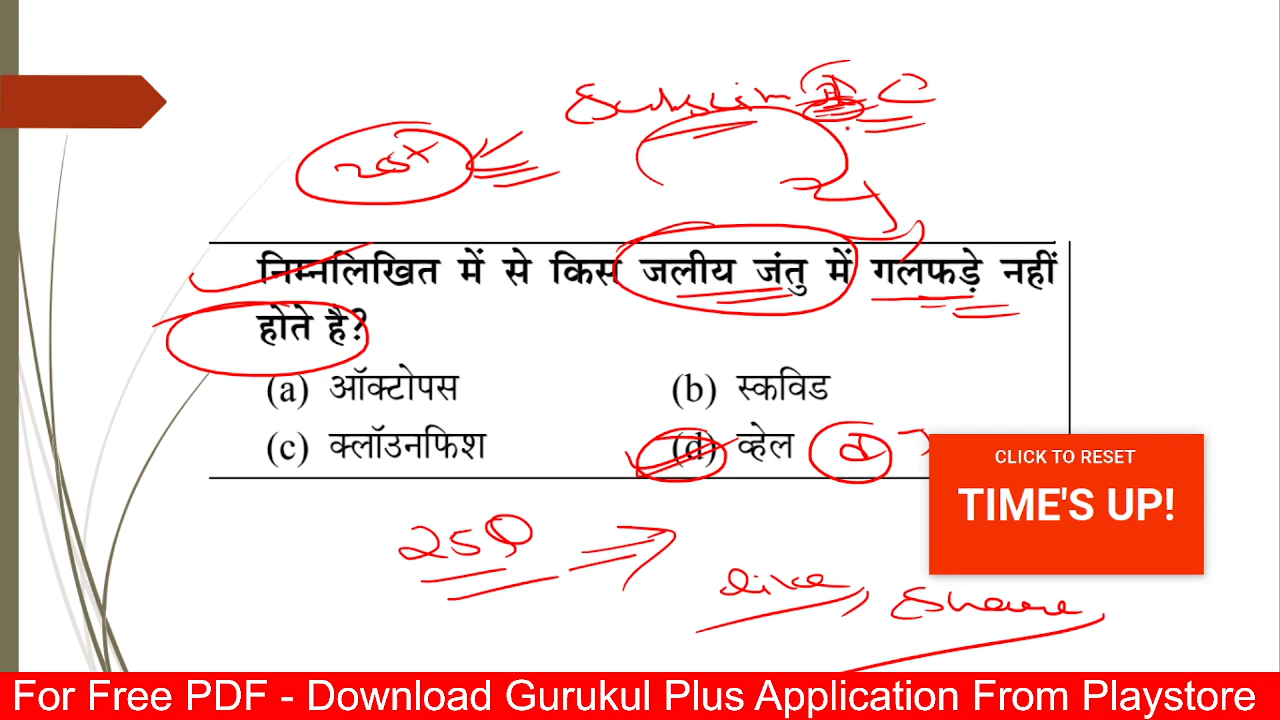 निम्नलिखित में से किस जलीय जंतु में गलफड़े नहीं
होते है?
(a) ऑक्टोपस (b) स्कविड
(c) क्लॉउनफिश (d) व्हेल d
CLICK TO RESET
TIME'S UP!
25Q
like, Share,
For Free PDF - Download Gurukul Plus Application From Playstore